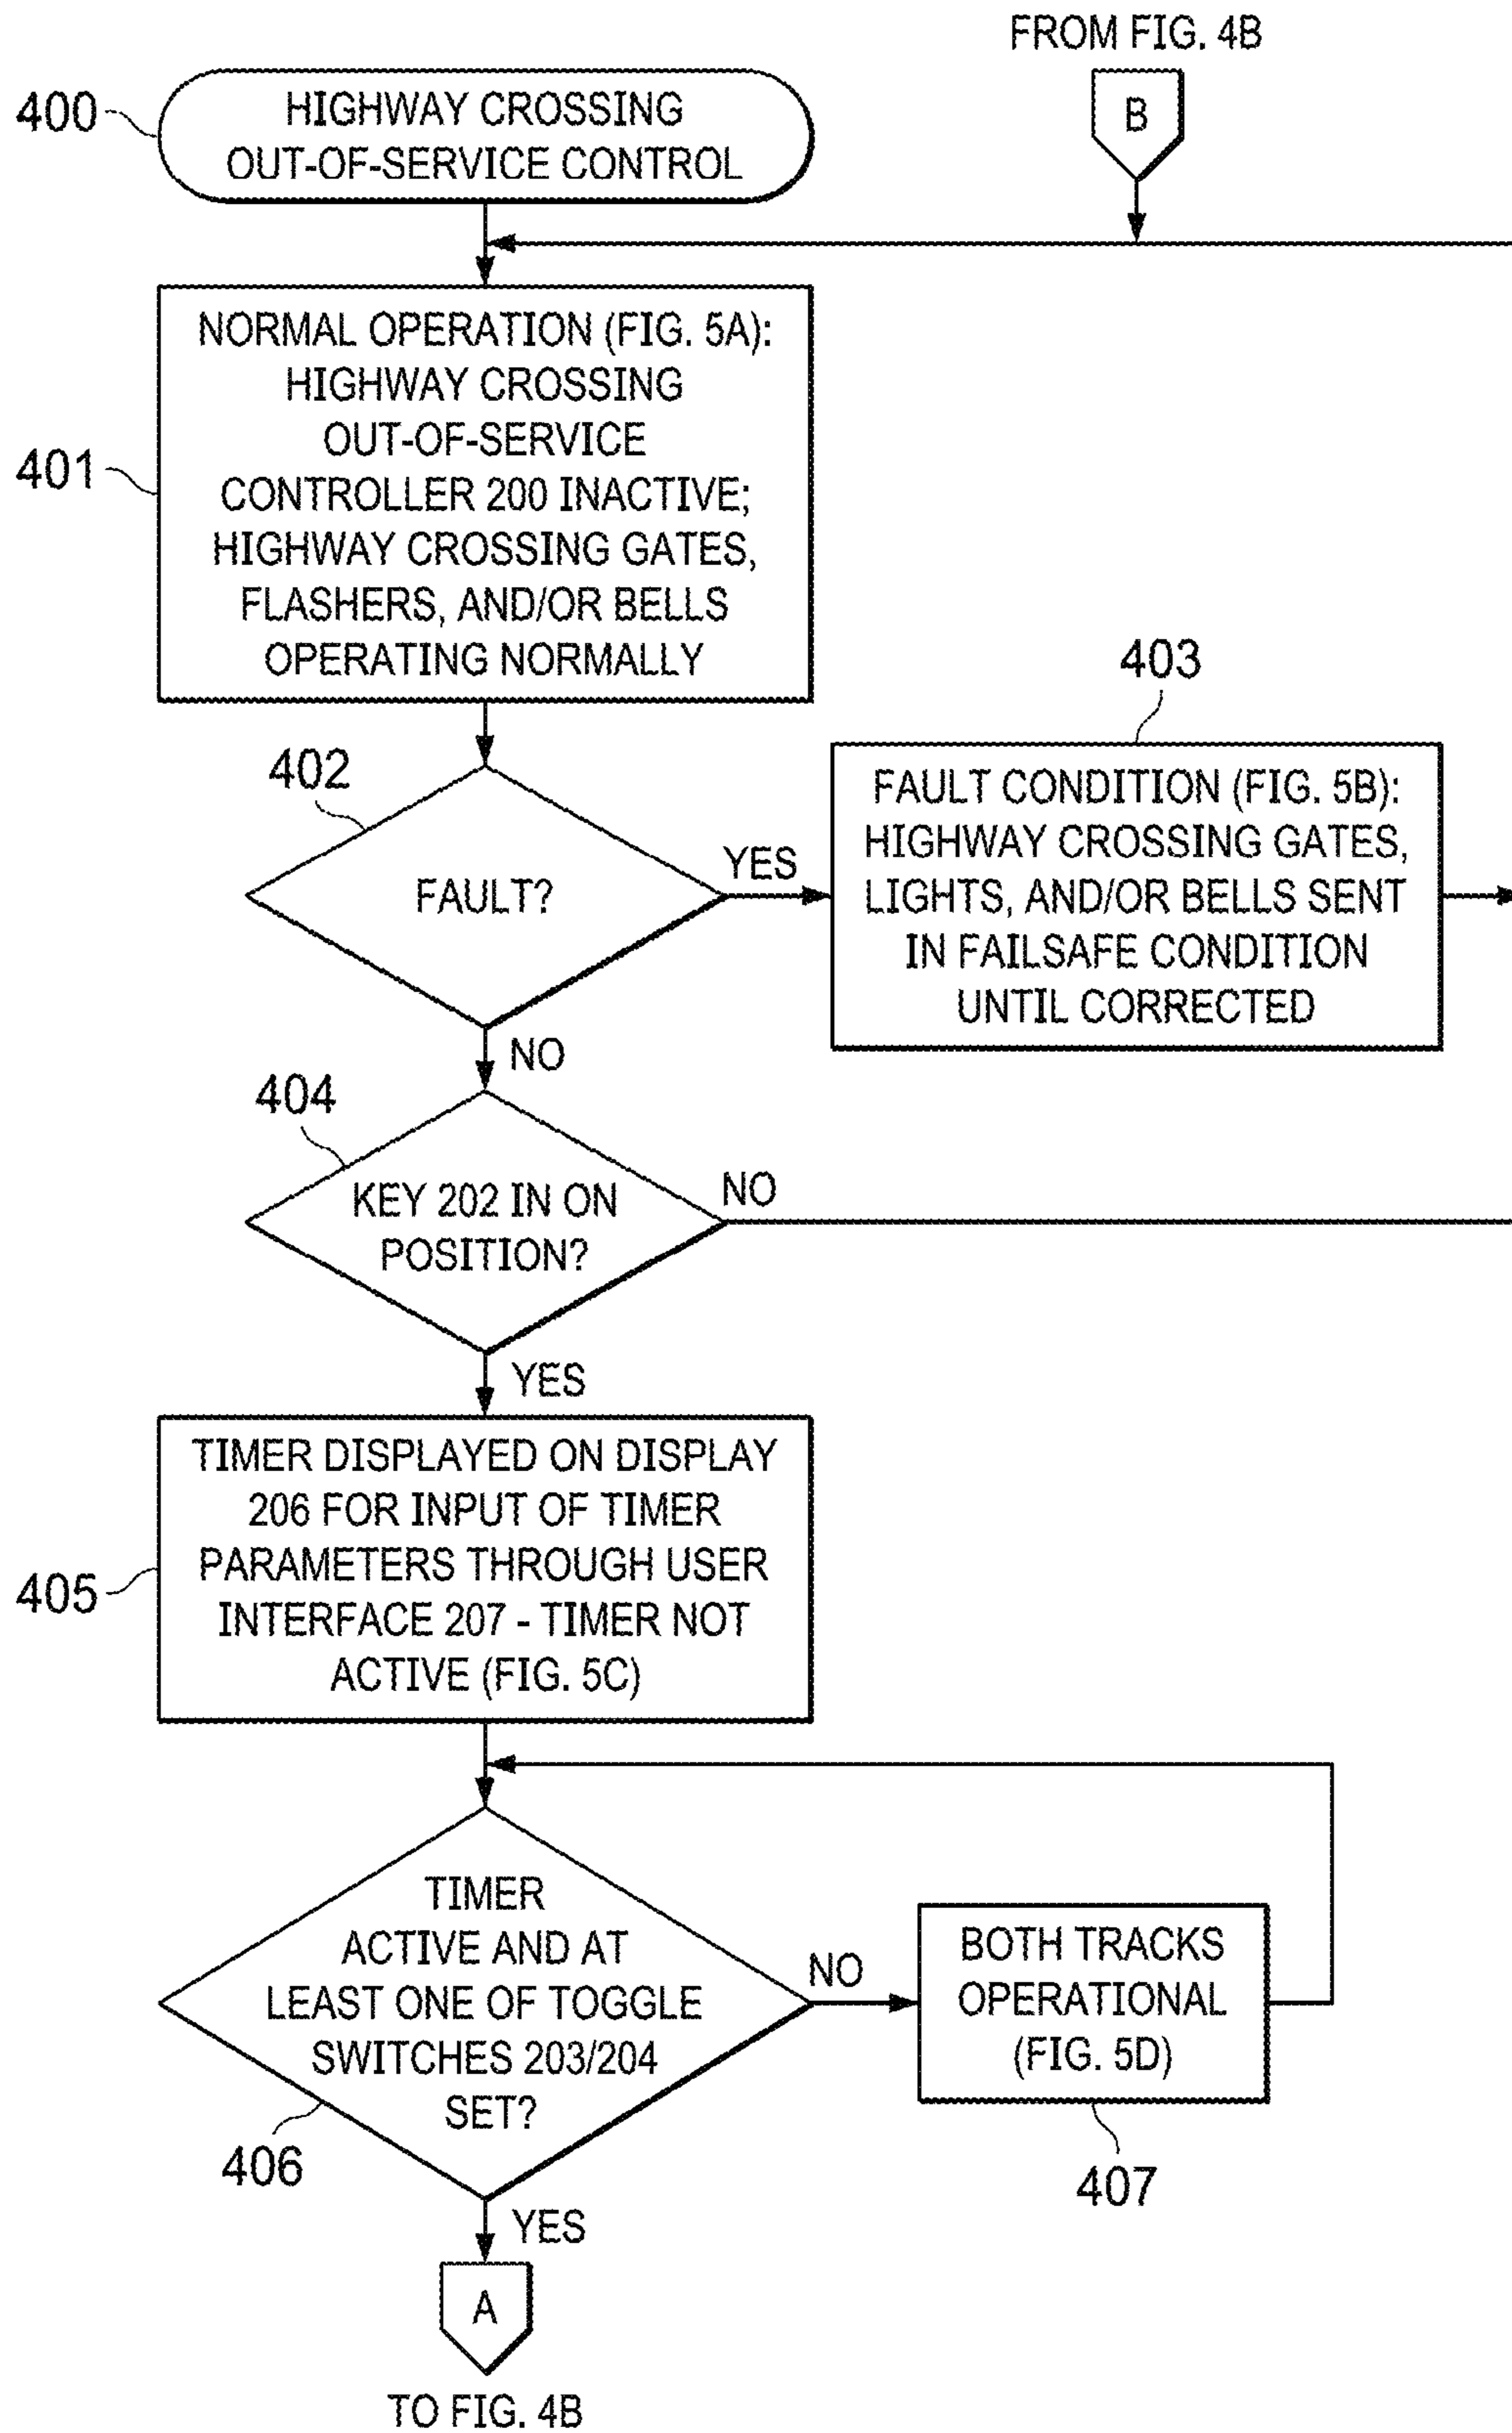 FROM FIG. 4B
B
400
HIGHWAY CROSSING
OUT-OF-SERVICE CONTROL
401
NORMAL OPERATION (FIG. 5A):
HIGHWAY CROSSING
OUT-OF-SERVICE
CONTROLLER 200 INACTIVE;
HIGHWAY CROSSING GATES,
FLASHERS, AND/OR BELLS
OPERATING NORMALLY
402
FAULT?
YES
403
FAULT CONDITION (FIG. 5B):
HIGHWAY CROSSING GATES,
LIGHTS, AND/OR BELLS SENT
IN FAILSAFE CONDITION
UNTIL CORRECTED
NO
404
KEY 202 IN ON
POSITION?
NO
YES
405
TIMER DISPLAYED ON DISPLAY
206 FOR INPUT OF TIMER
PARAMETERS THROUGH USER
INTERFACE 207 - TIMER NOT
ACTIVE (FIG. 5C)
TIMER
ACTIVE AND AT
LEAST ONE OF TOGGLE
SWITCHES 203/204
SET?
406
NO
BOTH TRACKS
OPERATIONAL
(FIG. 5D)
407
YES
A
TO FIG. 4B